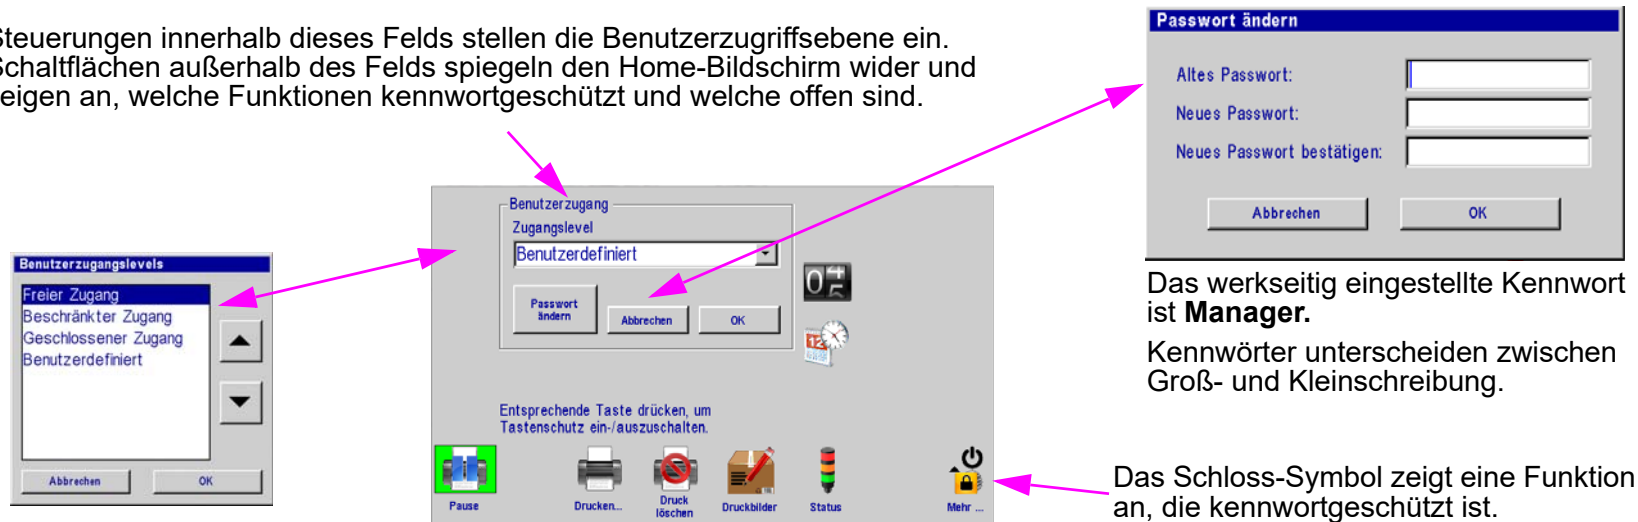 Steuerungen innerhalb dieses Felds stellen die Benutzerzugriffsebene ein.
Schaltflächen außerhalb des Felds spiegeln den Home-Bildschirm wider und
eigen an, welche Funktionen kennwortgeschützt und welche offen sind.
Passwort ändern
Altes Passwort:
Neues Passwort:
Neues Passwort bestätigen:
Abbrechen OK
Das werkseitig eingestellte Kennwort
ist Manager.
Kennwörter unterscheiden zwischen
Groß- und Kleinschreibung.
Benutzerzugang
Zugangslevel
Benutzerdefiniert
Passwort
ändern
Abbrechen OK
Benutzerzugangslevels
Freier Zugang
Beschränkter Zugang
Geschlossener Zugang
Benutzerdefiniert
Abbrechen OK
12
Entsprechende Taste drücken, um
Tastenschutz ein-/auszuschalten.
Pause
Drucken...
Druck
löschen
Druckbilder
Status
Mehr ...
Das Schloss-Symbol zeigt eine Funktion
an, die kennwortgeschützt ist.